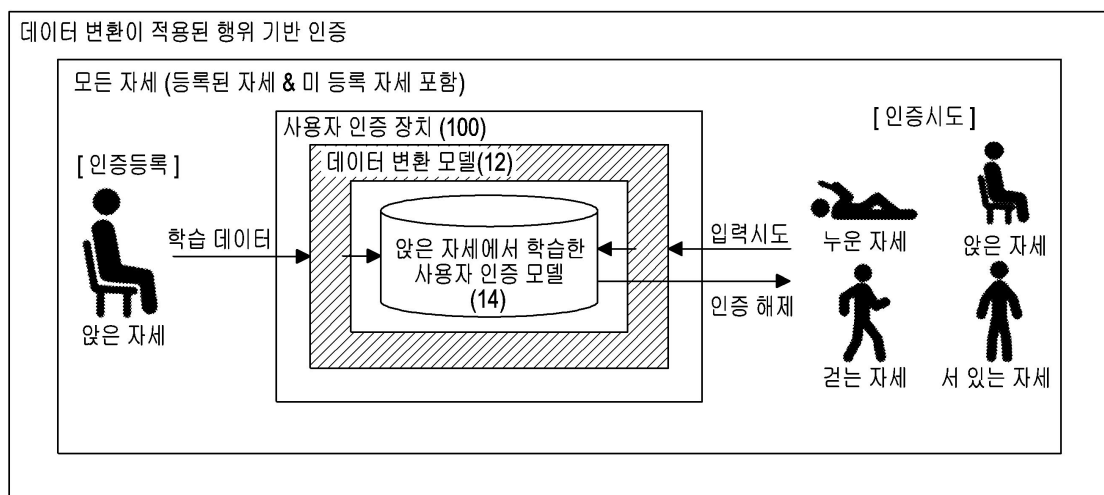 데이터 변환이 적용된 행위 기반 인증
모든 자세 (등록된 자세 & 미 등록 자세 포함)
사용자 인증 장치 (100)
[ 인증시도 ]
데이터 변환 모델(12)
[ 인증등록 ]
학습 데이터
앉은 자세에서 학습한
사용자 인증 모델
(14)
입력시도
인증 해제
누운 자세
앉은 자세
앉은 자세
걷는 자세
서 있는 자세